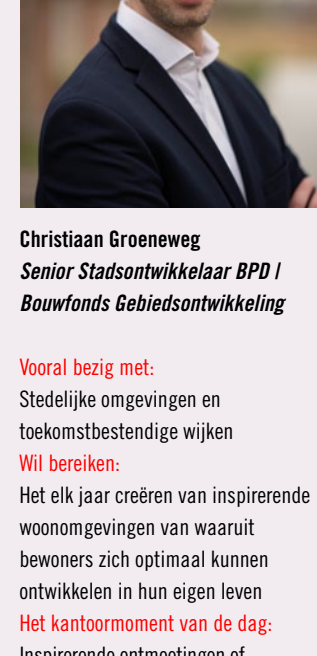 Christiaan Groeneweg
Senior Stadsontwikkelaar BPD |
Bouwfonds Gebiedsontwikkeling
Vooral bezig met:
Stedelijke omgevingen en
toekomstbestendige wijken
Wil bereiken:
Het elk jaar creëren van inspirerende
woonomgevingen van waaruit
bewoners zich optimaal kunnen
ontwikkelen in hun eigen leven
Het kantoormoment van de dag:
Inspirerende ontmoetingen of